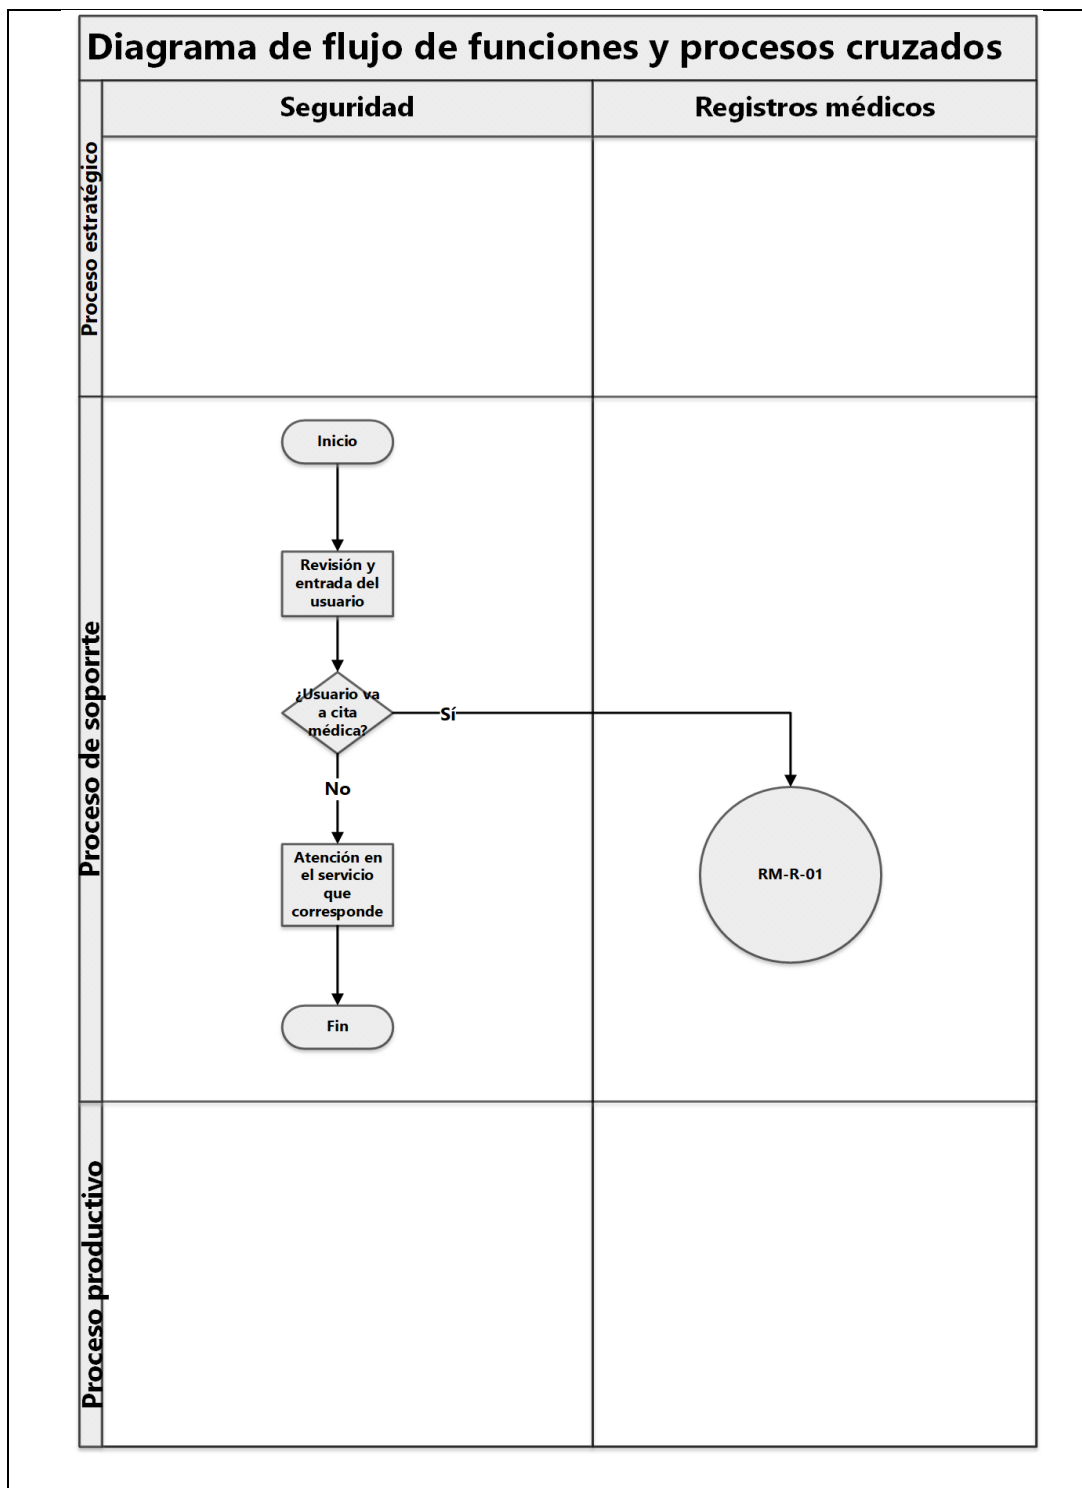 Diagrama de flujo de funciones y procesos cruzados
Seguridad
Registros médicos
Proceso estratégico
Proceso de soporrte
Inicio
Revisión y
entrada del
usuario
¿Usuario va
a cita
médica?
Sí
No
Atención en
el servicio
que
corresponde
RM-R-01
Fin
Proceso productivo